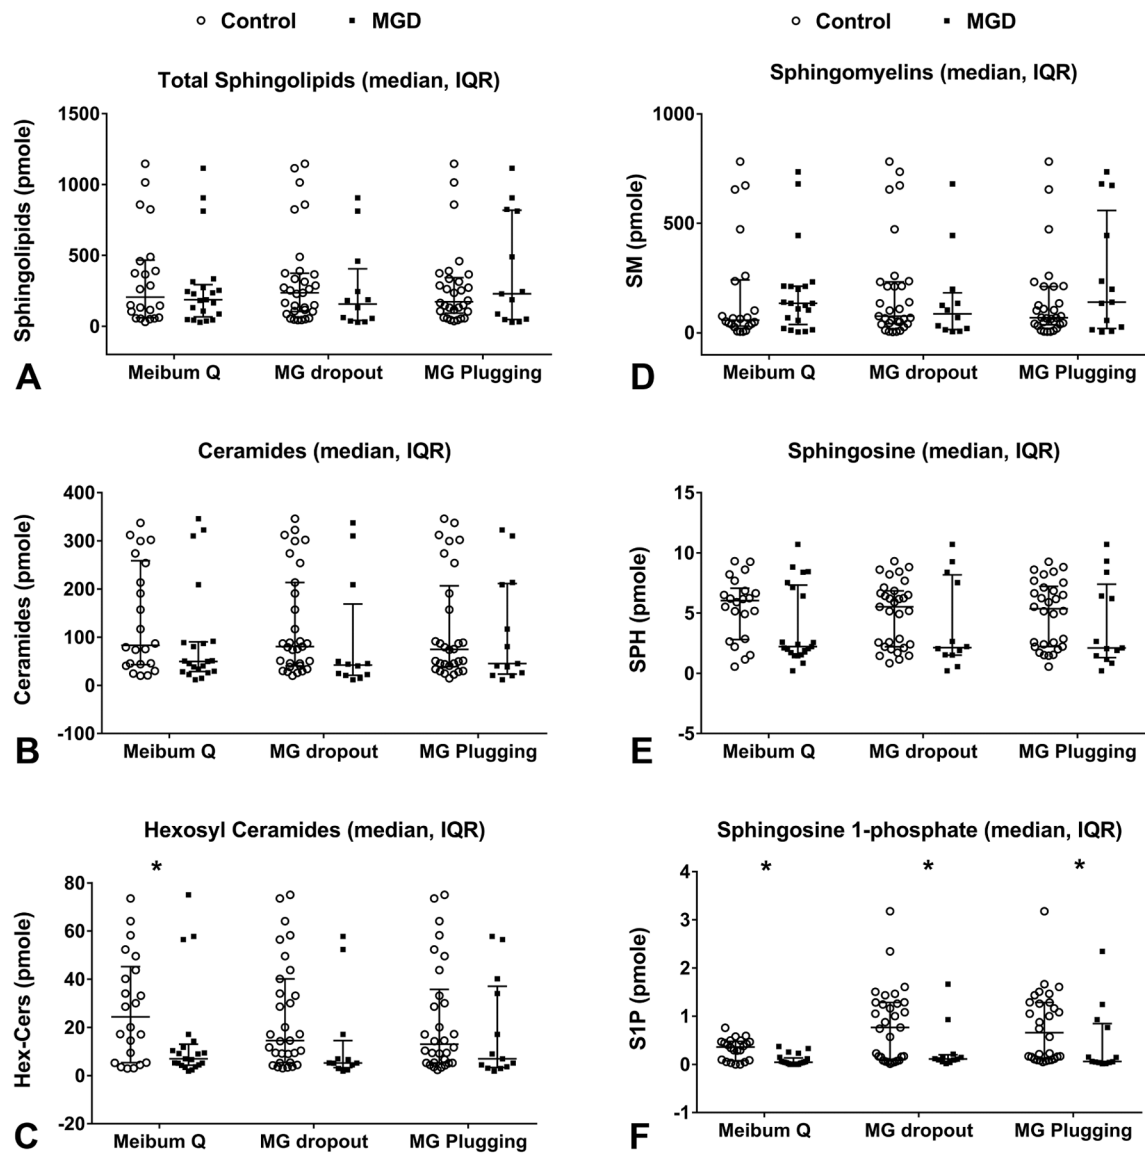 Control MGD
Total Sphingolipids (median, IQR)
Sphingolipids (pmole)
1500
1000
500
0
Meibum Q MG dropout MG Plugging
A
Ceramides (median, IQR)
Ceramides (pmole)
400
300
200
100
0
-100
Meibum Q MG dropout MG Plugging
B
Hexosyl Ceramides (median, IQR)
*
Hex-Cers (pmole)
80
60
40
20
0
-20
Meibum Q MG dropout MG Plugging
C
Control MGD
Sphingomyelins (median, IQR)
SM (pmole)
1000
500
0
Meibum Q MG dropout MG Plugging
D
Sphingosine (median, IQR)
SPH (pmole)
15
10
5
0
-5
Meibum Q MG dropout MG Plugging
E
Sphingosine 1-phosphate (median, IQR)
* * *
S1P (pmole)
4
3
2
1
0
-1
Meibum Q MG dropout MG Plugging
F